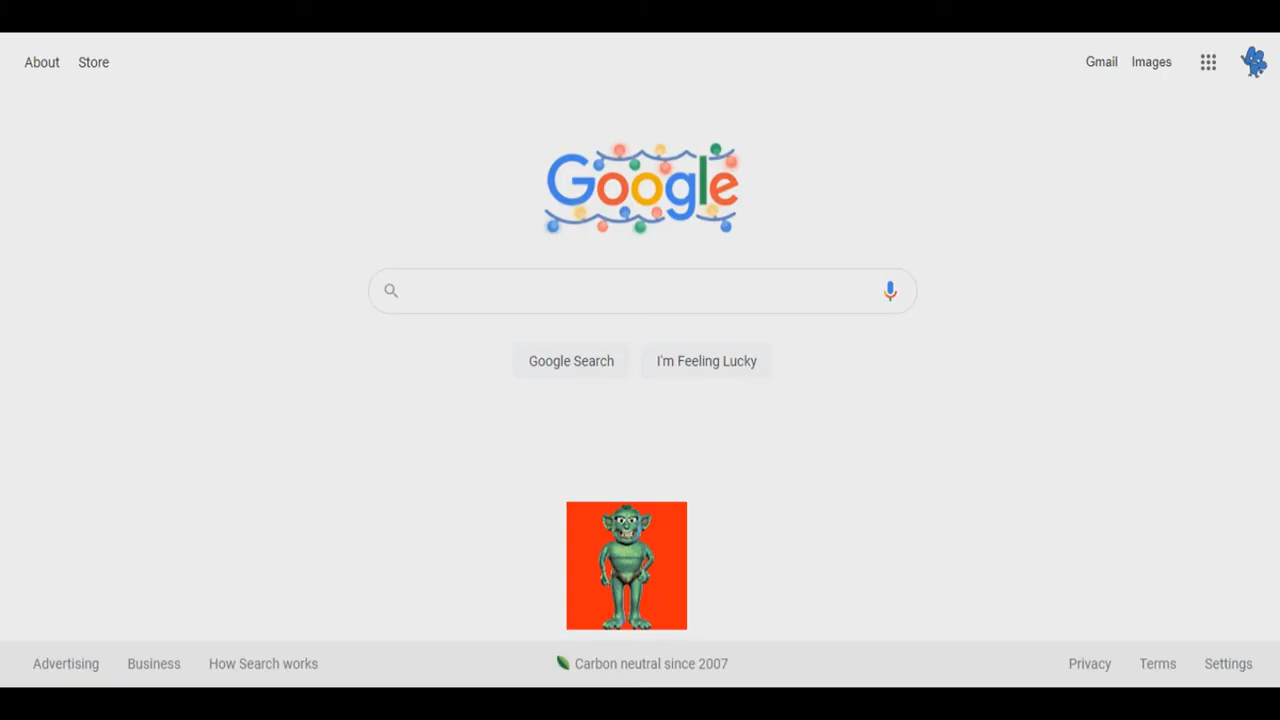 About Store
Gmail Images
Google
Google Search I'm Feeling Lucky
Advertising Business How Search works
Carbon neutral since 2007
Privacy Terms Settings